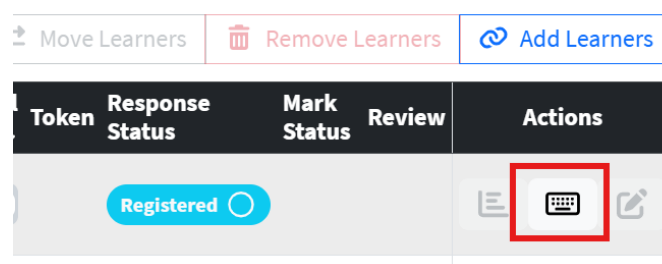 Move Learners Remove Learners Add Learners
Token Response Status Mark Status Review Actions
Registered